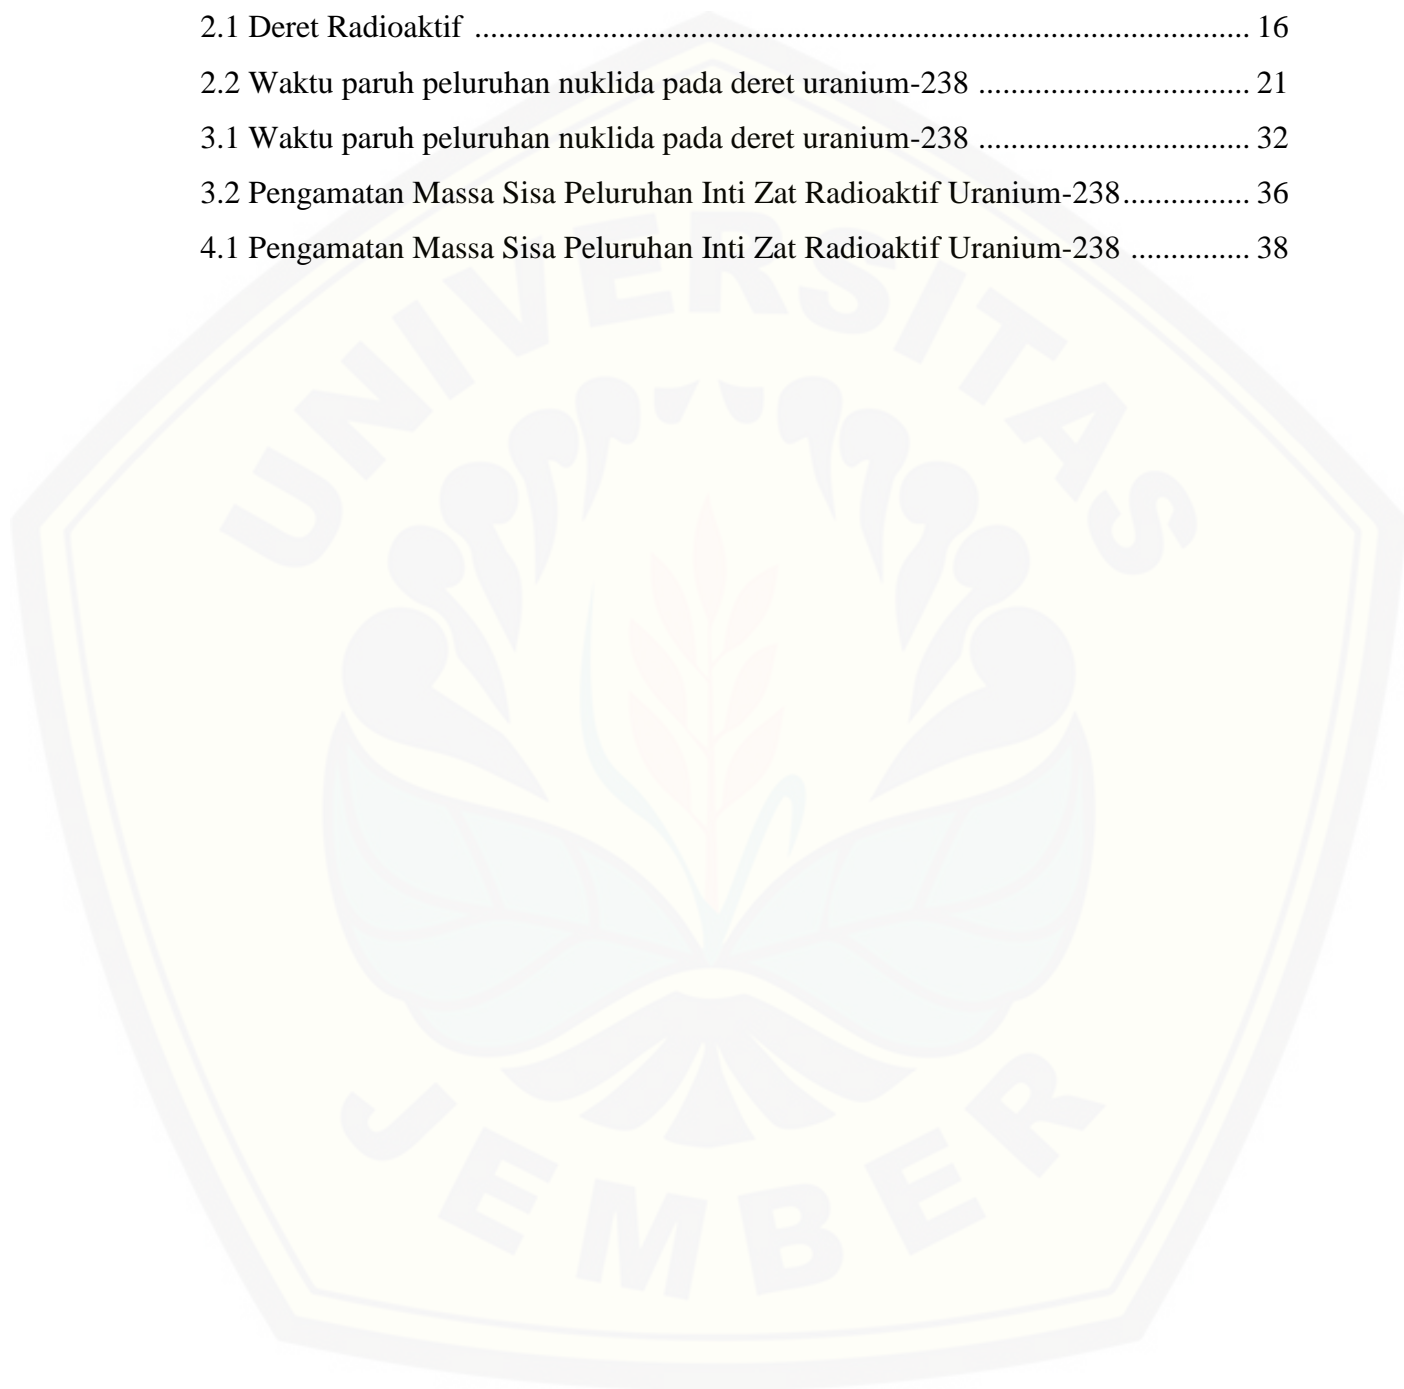 2.1 Deret Radioaktif ................................................................................................. 16
2.2 Waktu paruh peluruhan nuklida pada deret uranium-238 .................................. 21
3.1 Waktu paruh peluruhan nuklida pada deret uranium-238 .................................. 32
3.2 Pengamatan Massa Sisa Peluruhan Inti Zat Radioaktif Uranium-238................ 36
4.1 Pengamatan Massa Sisa Peluruhan Inti Zat Radioaktif Uranium-238 ............... 38
UNIVERSITAS
JEMBER